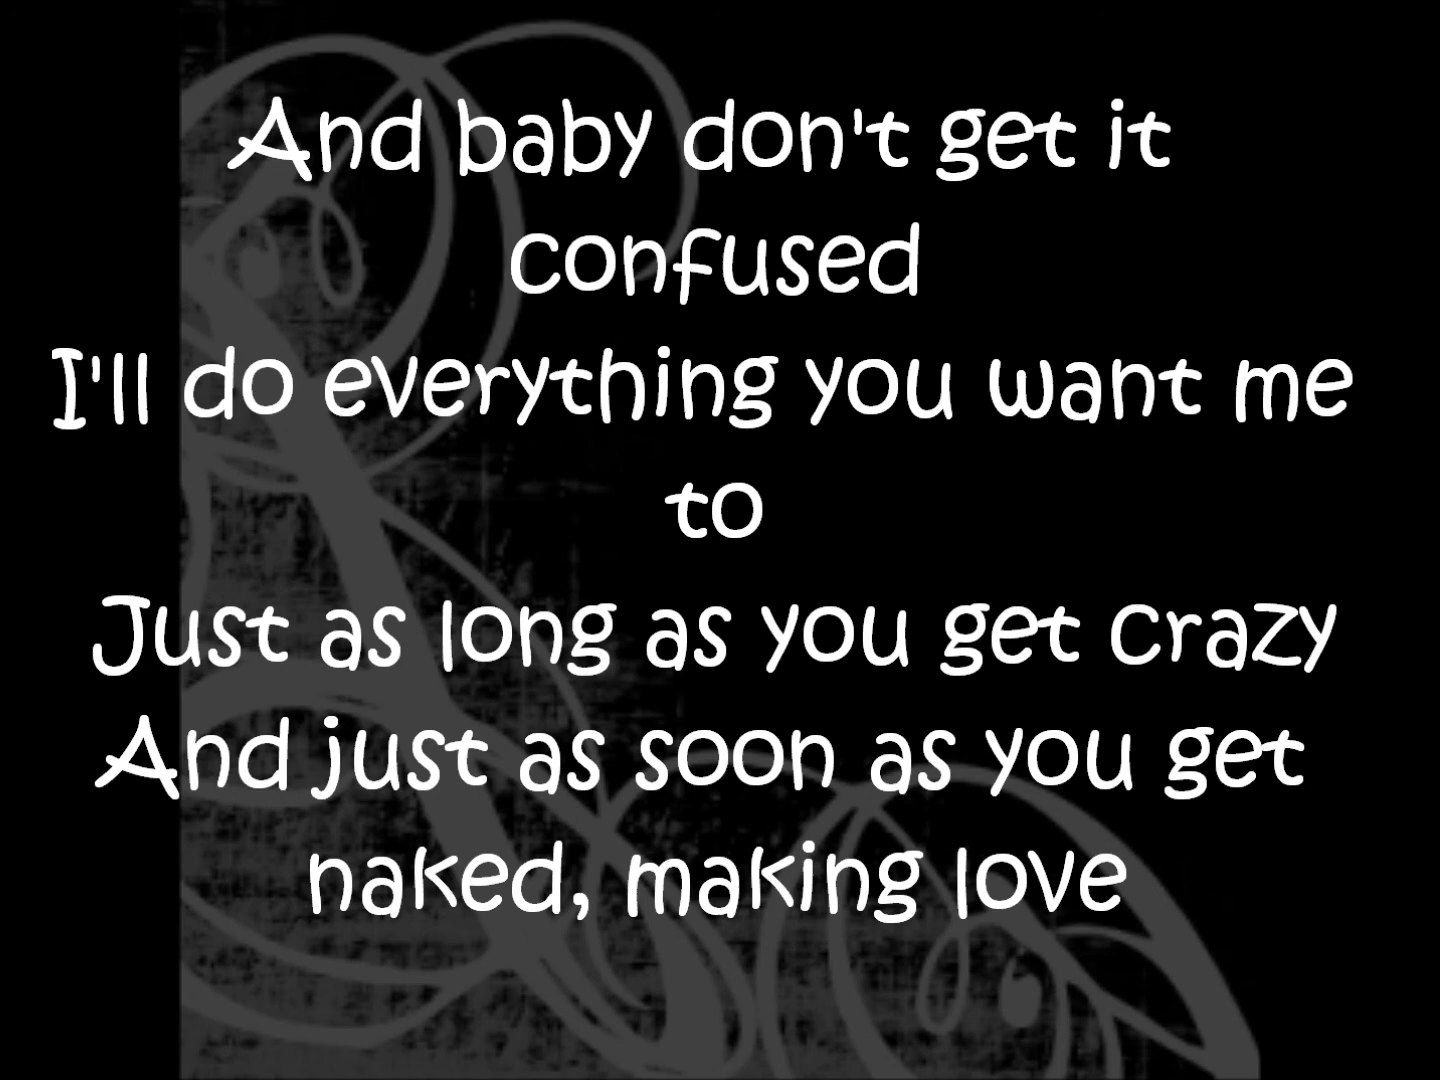 And baby don't get it
confused
I'll do everything you want me
to
Just as long as you get crazy
And just as soon as you get
naked, making love